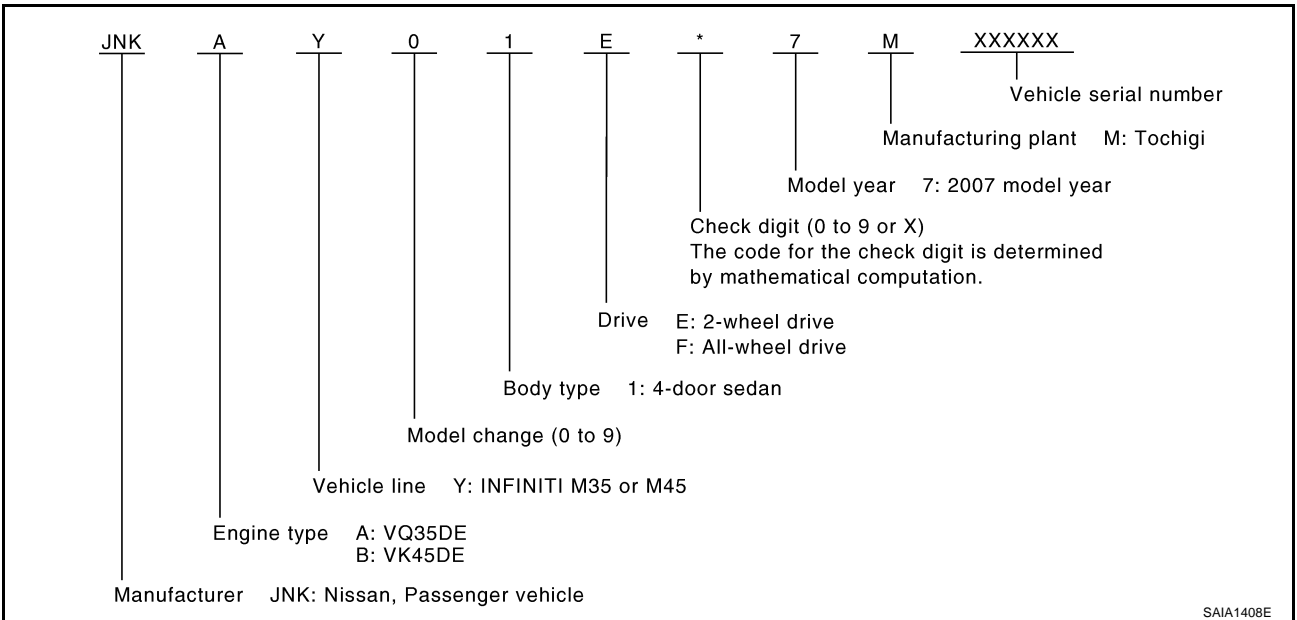 JNK A Y 0 1 E * 7 M XXXXXX
Vehicle serial number
Manufacturing plant M: Tochigi
Model year 7: 2007 model year
Check digit (0 to 9 or X)
The code for the check digit is determined
by mathematical computation.
Drive E: 2-wheel drive
F: All-wheel drive
Body type 1: 4-door sedan
Model change (0 to 9)
Vehicle line Y: INFINITI M35 or M45
Engine type A: VQ35DE
B: VK45DE
Manufacturer JNK: Nissan, Passenger vehicle
SAIA1408E